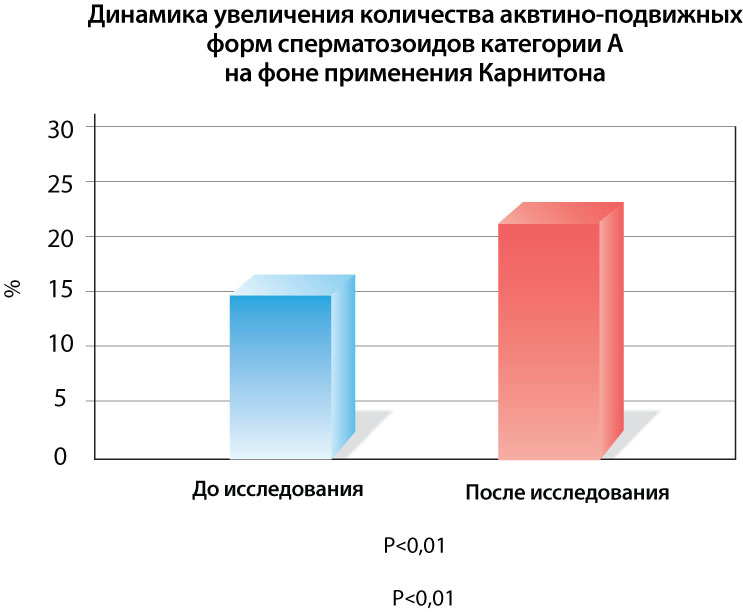 Динамика увеличения количества аквтино-подвижных
форм сперматозоидов категории А
на фоне применения Карнитона
30
25
20
15
10
5
0
%
До исследования
После исследования
P<0,01
P<0,01